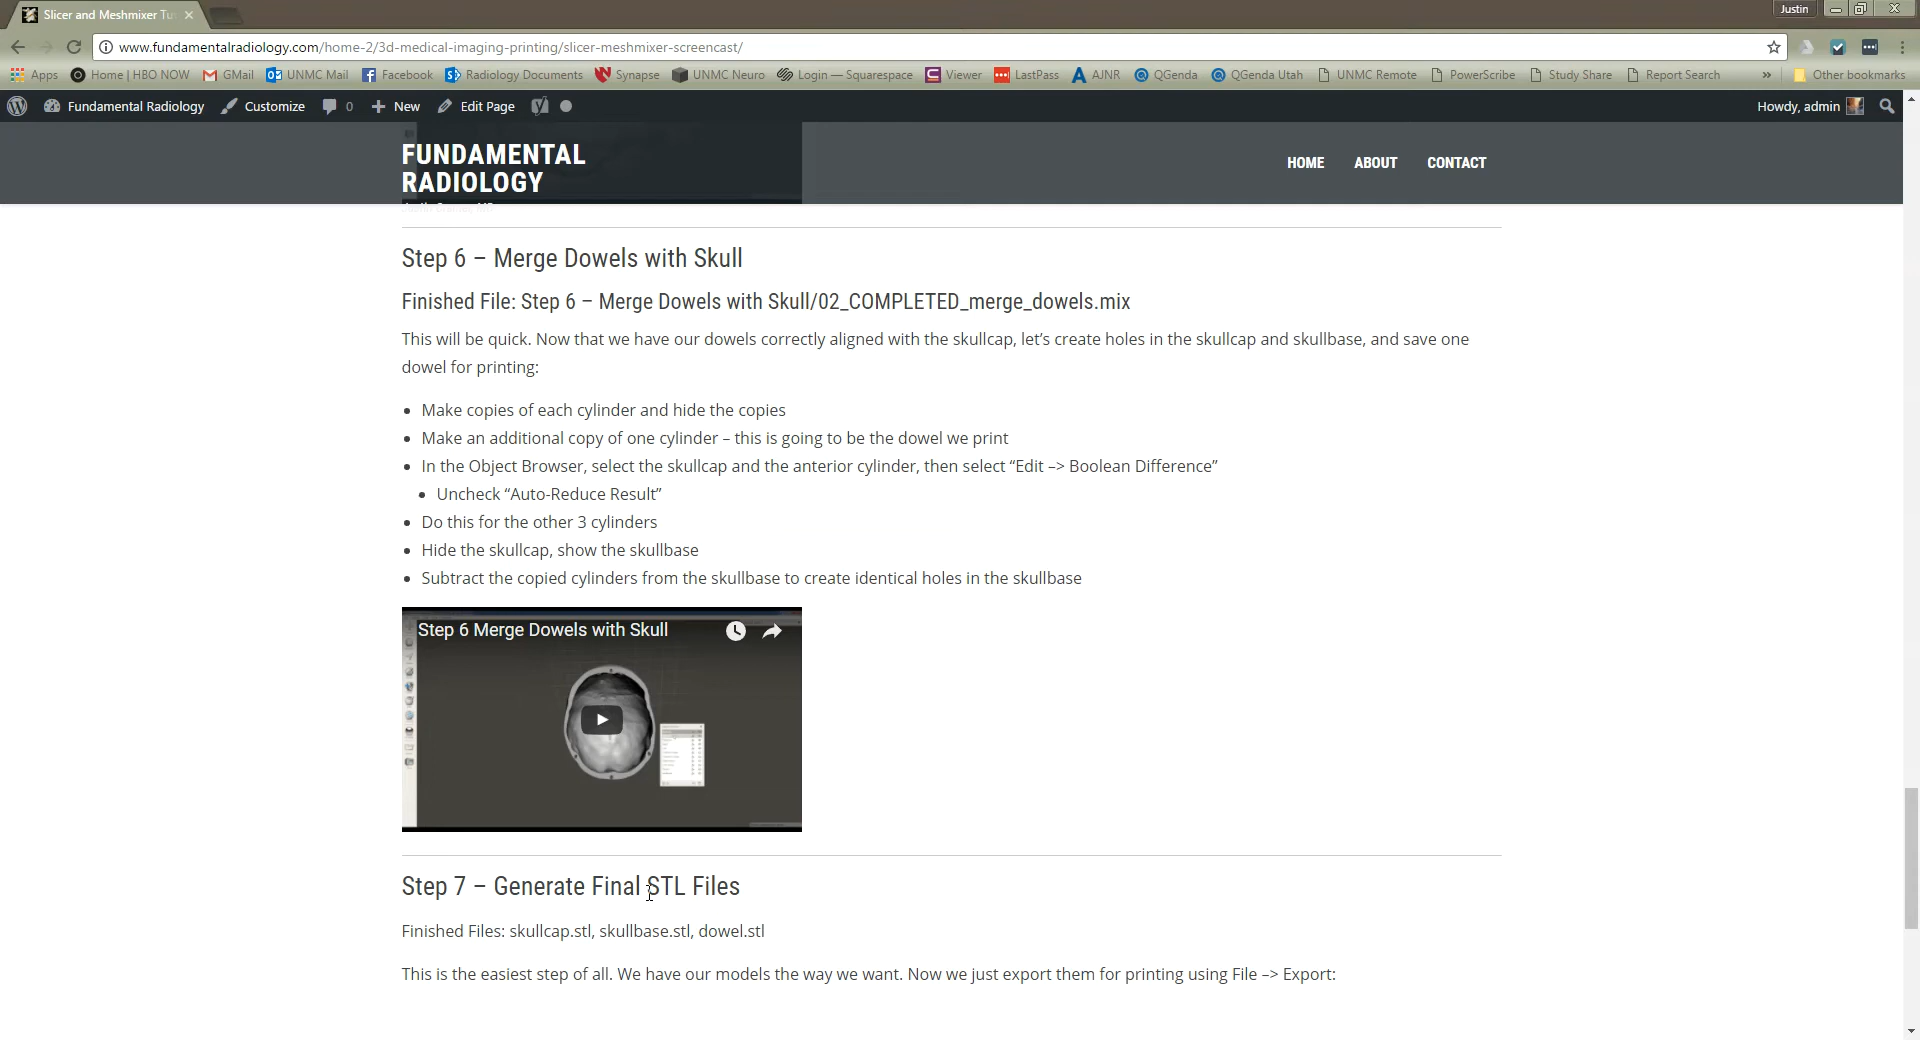 Slicer and Meshmixer Tu
Justin
www.fundamentalradiology.com/home-2/3d-medical-imaging-printing/slicer-meshmixer-screencast/
Apps Home | HBO NOW GMail UNMC Mail Facebook Radiology Documents Synapse UNMC Neuro Login — Squarespace Viewer LastPass AJNR QGenda QGenda Utah UNMC Remote PowerScribe Study Share Report Search » Other bookmarks
Fundamental Radiology Customize 0 New Edit Page Howdy, admin
FUNDAMENTAL
RADIOLOGY
HOME ABOUT CONTACT
Step 6 – Merge Dowels with Skull
Finished File: Step 6 – Merge Dowels with Skull/02_COMPLETED_merge_dowels.mix
This will be quick. Now that we have our dowels correctly aligned with the skullcap, let’s create holes in the skullcap and skullbase, and save one
dowel for printing:
• Make copies of each cylinder and hide the copies
• Make an additional copy of one cylinder – this is going to be the dowel we print
• In the Object Browser, select the skullcap and the anterior cylinder, then select “Edit –> Boolean Difference”
• Uncheck “Auto-Reduce Result”
• Do this for the other 3 cylinders
• Hide the skullcap, show the skullbase
• Subtract the copied cylinders from the skullbase to create identical holes in the skullbase
Step 6 Merge Dowels with Skull
Step 7 – Generate Final STL Files
Finished Files: skullcap.stl, skullbase.stl, dowel.stl
This is the easiest step of all. We have our models the way we want. Now we just export them for printing using File –> Export: